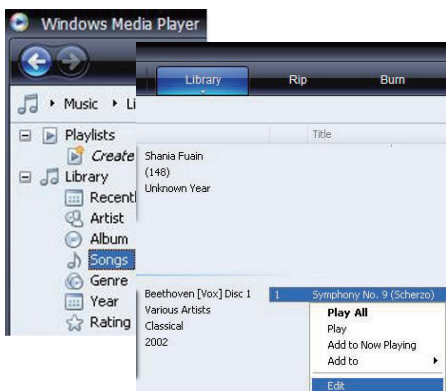 Windows Media Player
Music
Playlists
Create
Library
Artist
Album
Songs
Genre
Year
Rating
Library Rip Burn
Title
Shania Fuain
(148)
Unknown Year
Beethoven [Vox] Disc 1 1 Symphony No. 9 (Scherzo)
Various Artists
Classical
2002
Play All
Play
Add to Now Playing
Add to
Edit